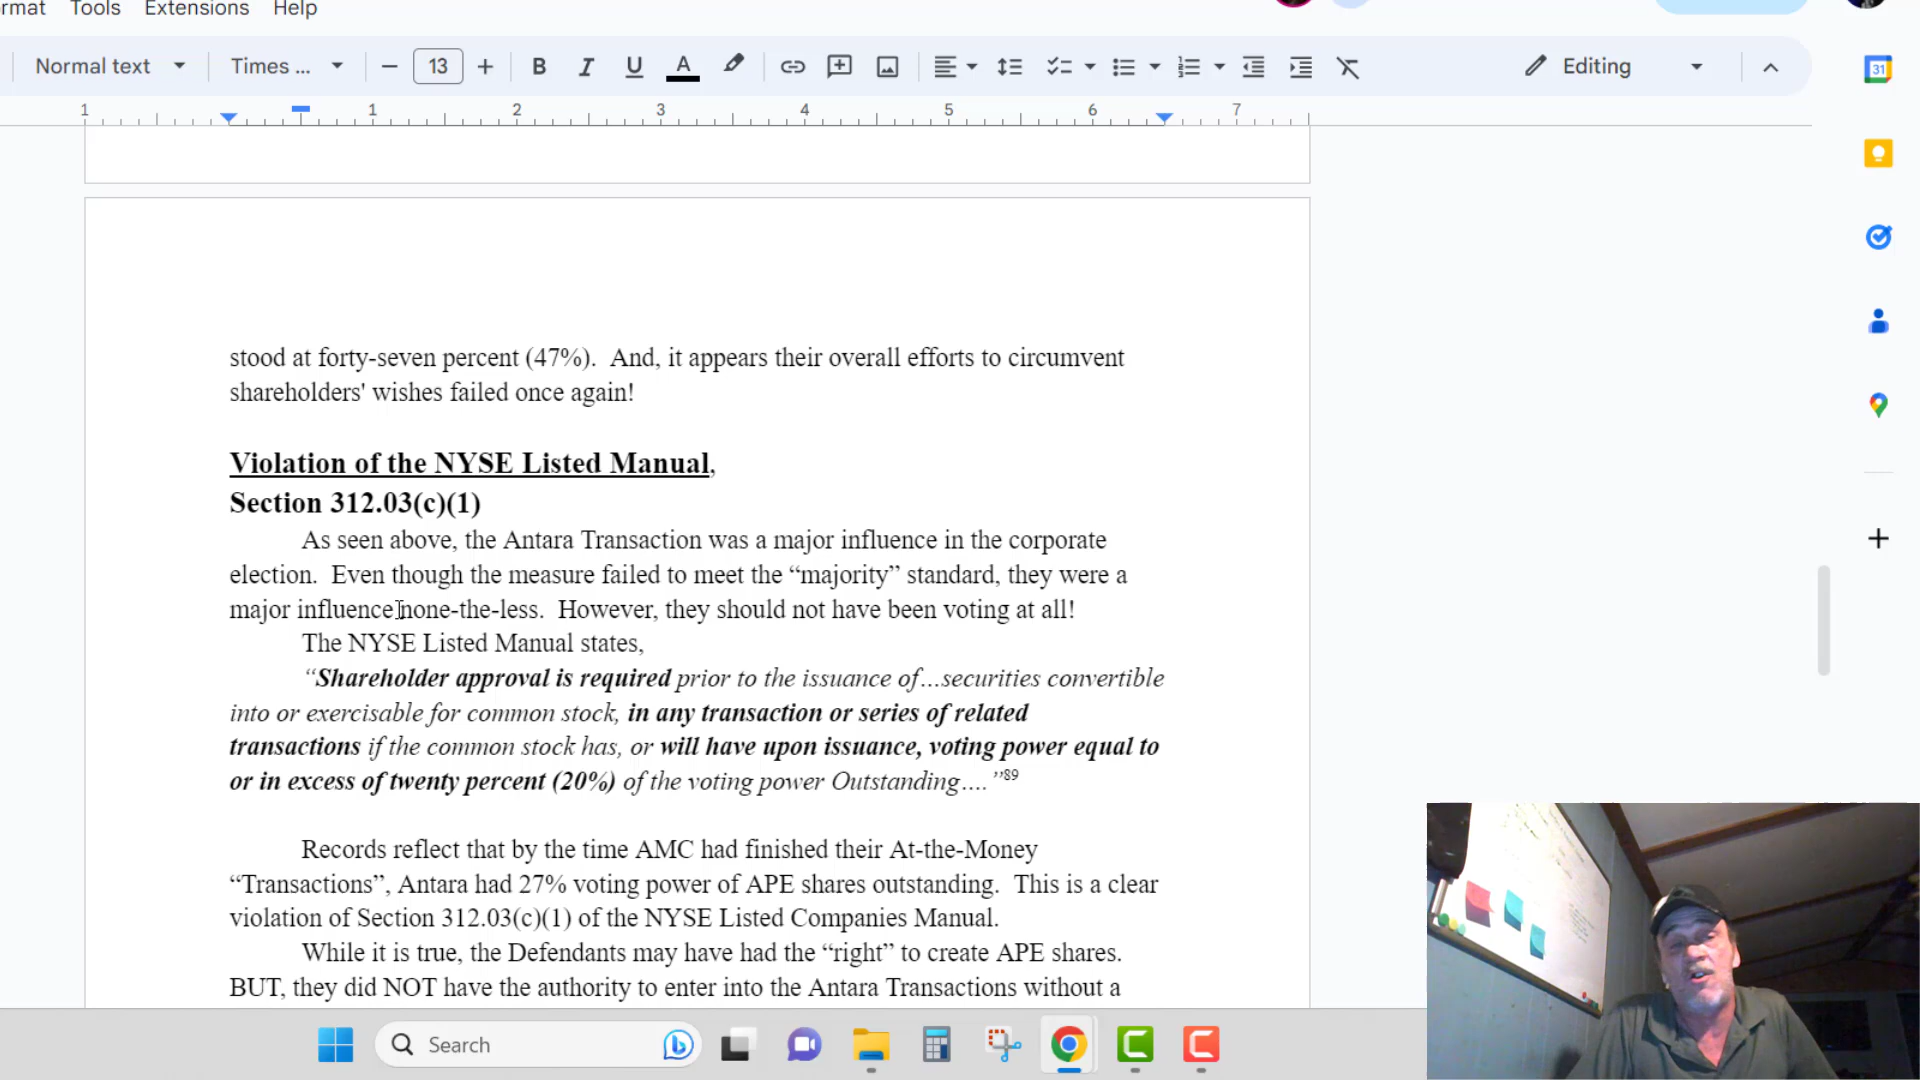 rmat Tools Extensions Help
Normal text Times ... 13 B I U A Editing
31
1 1 2 3 4 5 6 7
stood at forty-seven percent (47%). And, it appears their overall efforts to circumvent
shareholders' wishes failed once again!
Violation of the NYSE Listed Manual,
Section 312.03(c)(1)
As seen above, the Antara Transaction was a major influence in the corporate
election. Even though the measure failed to meet the “majority” standard, they were a
major influence none-the-less. However, they should not have been voting at all!
The NYSE Listed Manual states,
“Shareholder approval is required prior to the issuance of…securities convertible
into or exercisable for common stock, in any transaction or series of related
transactions if the common stock has, or will have upon issuance, voting power equal to
or in excess of twenty percent (20%) of the voting power Outstanding….”89
Records reflect that by the time AMC had finished their At-the-Money
“Transactions”, Antara had 27% voting power of APE shares outstanding. This is a clear
violation of Section 312.03(c)(1) of the NYSE Listed Companies Manual.
While it is true, the Defendants may have had the “right” to create APE shares.
BUT, they did NOT have the authority to enter into the Antara Transactions without a
Search